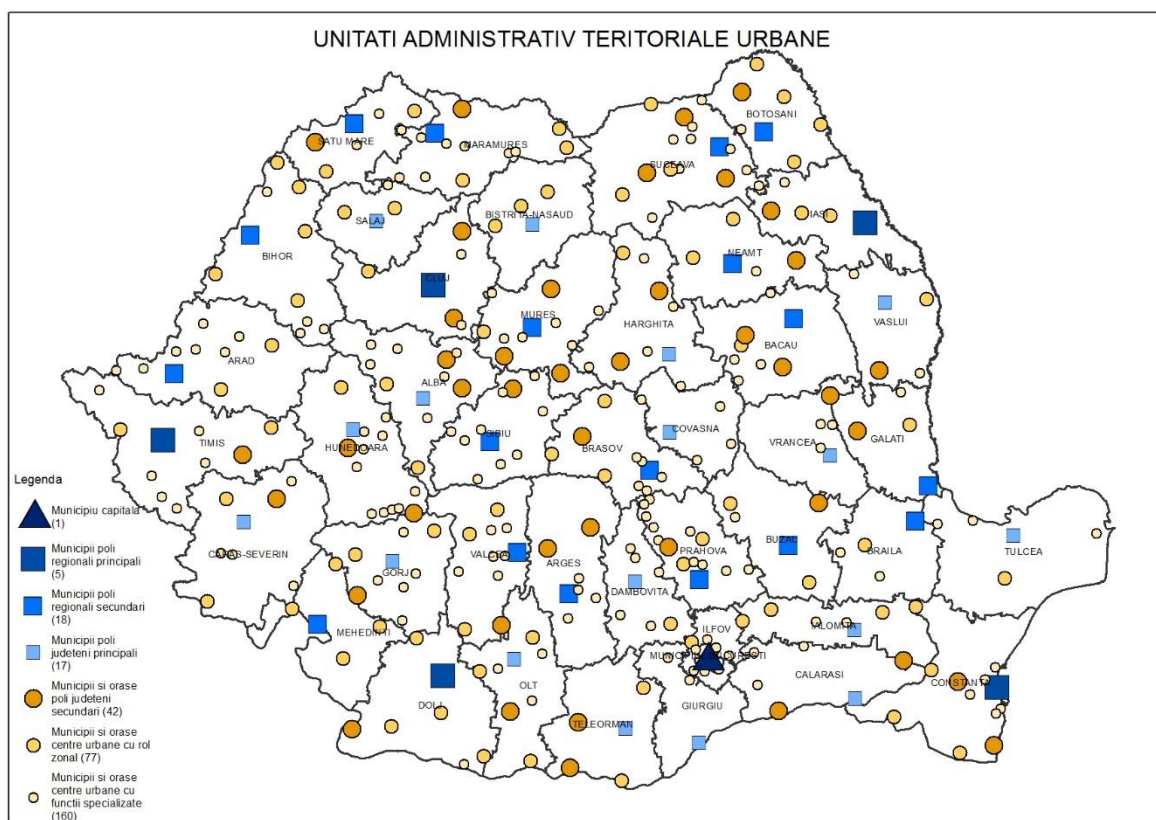 UNITATI ADMINISTRATIV TERITORIALE URBANE
BOTOSANI
SATU MARE
MARAMURES
SUCEAVA
IASI
SALAJ
BISTRITA-NASAUD
NEAMT
BIHOR
CLUJ
MURES
HARGHITA
VASLUI
BACAU
ARAD
ALBA
TIMIS
HUNEDOARA
SIBIU
BRASOV
COVASNA
VRANCEA
GALATI
CARAS-SEVERIN
GORJ
VALCEA
ARGES
DAMBOVITA
PRAHOVA
BUZAU
BRAILA
TULCEA
MEHEDINTI
ILFOV
IALOMITA
MUNICIPIUL BUCURESTI
DOLJ
OLT
TELEORMAN
GIURGIU
CALARASI
CONSTANTA
Legenda
Municipiu capitala
(1)
Municipii poli
regionali principali
(5)
Municipii poli
regionali secundari
(18)
Municipii poli
judeteni principali
(17)
Municipii si orase
poli judeteni
secundari (42)
Municipii si orase
centre urbane cu rol
zonal (77)
Municipii si orase
centre urbane cu
functii specializate
(160)